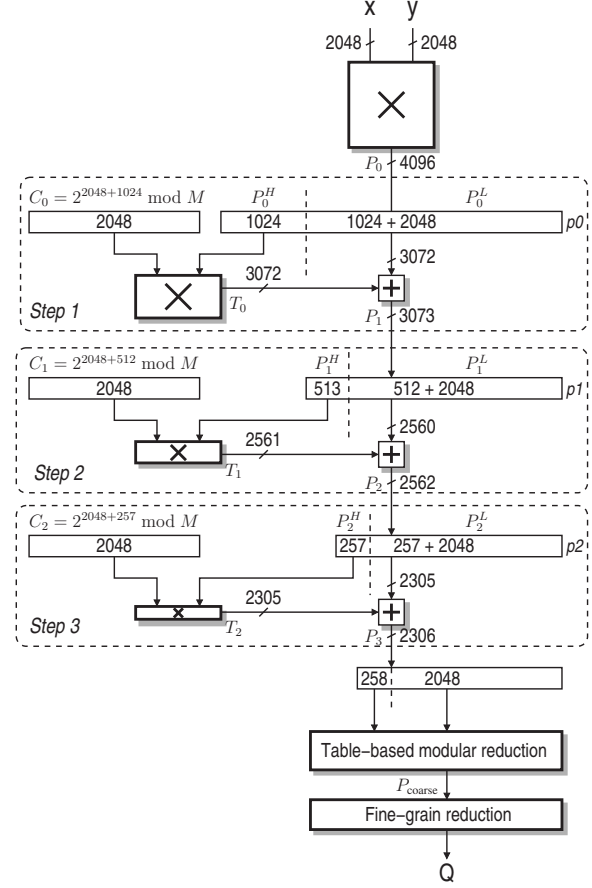 x y
2048 2048
×
P_0 4096
C_0 = 2^{2048+1024} mod M P_0^H P_0^L
2048 1024 1024 + 2048 p0
3072
× 3072 +
T_0
Step 1 P_1 3073
C_1 = 2^{2048+512} mod M P_1^H P_1^L
2048 513 512 + 2048 p1
2560
× 2561 +
T_1
Step 2 P_2 2562
C_2 = 2^{2048+257} mod M P_2^H P_2^L
2048 257 257 + 2048 p2
2305
× 2305 +
T_2
Step 3 P_3 2306
258 2048
Table-based modular reduction
P_coarse
Fine-grain reduction
Q